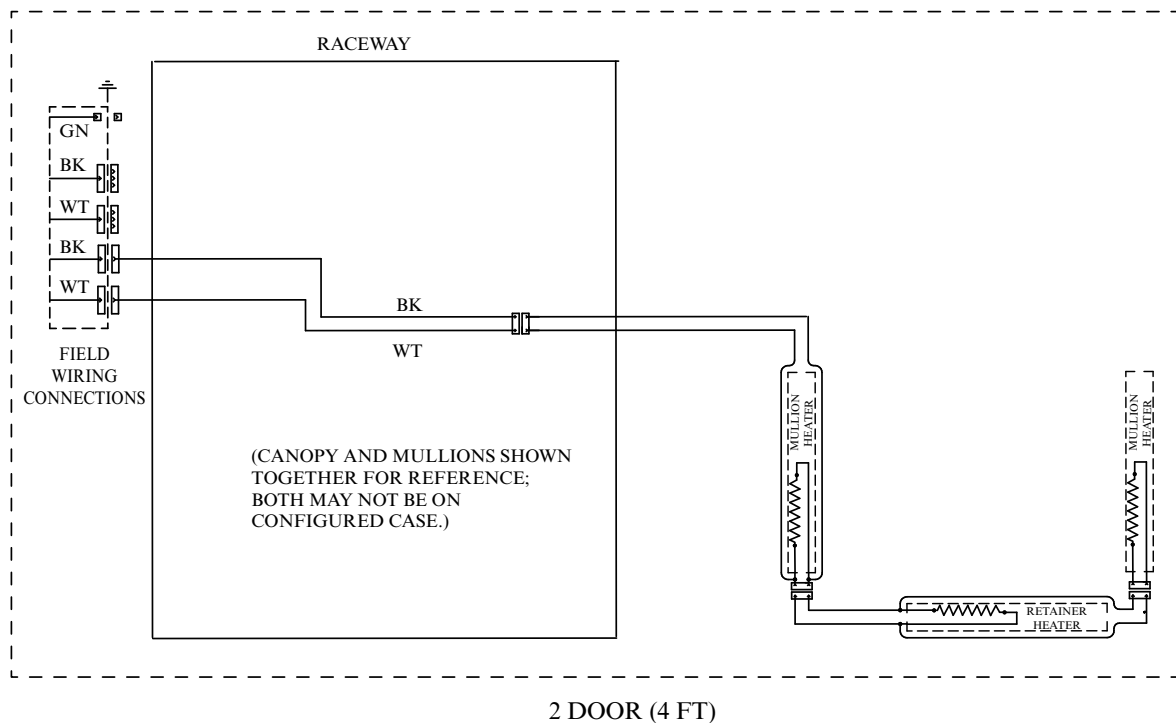 RACEWAY
GN
BK
WT
BK
WT
FIELD
WIRING
CONNECTIONS
BK
WT
(CANOPY AND MULLIONS SHOWN
TOGETHER FOR REFERENCE;
BOTH MAY NOT BE ON
CONFIGURED CASE.)
MULLION
HEATER
RETAINER
HEATER
MULLION
HEATER
2 DOOR (4 FT)